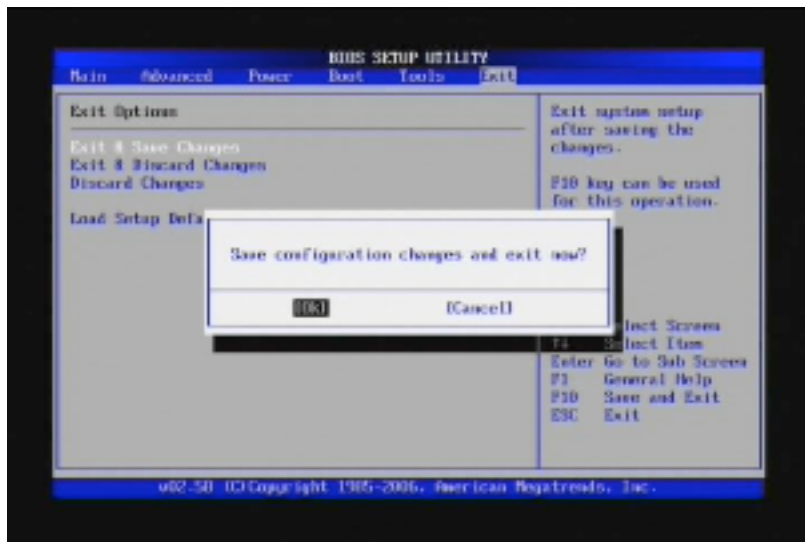 BIOS SETUP UTILITY
Main Advanced Power Boot Tools Exit
Exit Options
Exit & Save Changes
Exit & Discard Changes
Discard Changes
Load Setup Defa
Exit system setup
after saving the
changes.
F10 key can be used
for this operation.
Save configuration changes and exit now?
[Ok] [Cancel]
lect Screen
↑↓ Select Item
Enter Go to Sub Screen
F1 General Help
F10 Save and Exit
ESC Exit
v02.58 (C)Copyright 1985-2006, American Megatrends, Inc.